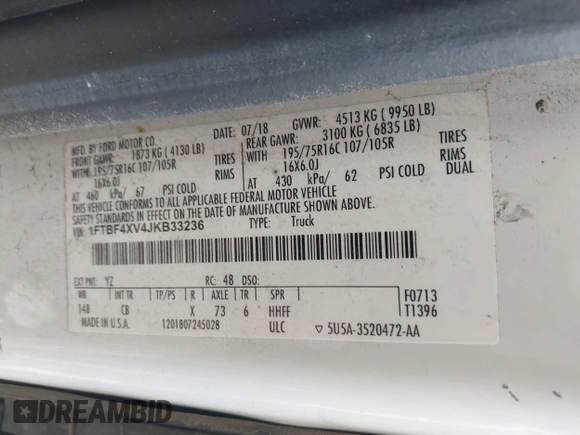 MFD. BY FORD MOTOR CO.
DATE: 07/18 GVWR: 4513 KG ( 9950 LB)
FRONT GAWR: 1873 KG ( 4130 LB)
REAR GAWR: 3100 KG ( 6835 LB)
WITH 195/75R16C 107/105R TIRES
WITH 195/75R16C 107/105R TIRES
16X6.0J RIMS
16X6.0J RIMS
AT 460 kPa/ 67 PSI COLD
AT 430 kPa/ 62 PSI COLD DUAL
THIS VEHICLE CONFORMS TO ALL APPLICABLE FEDERAL MOTOR VEHICLE
SAFETY STANDARDS IN EFFECT ON THE DATE OF MANUFACTURE SHOWN ABOVE.
VIN: 1FTBF4XV4JKB33236 TYPE: Truck
EXT PNT: YZ RC: 48 DSO:
WB INT TR TP/PS R AXLE TR SPR
148 CB X 73 6 HHFF
F0713
T1396
MADE IN U.S.A. 1201807245028 ULC 5U5A-3520472-AA
DREAMBID